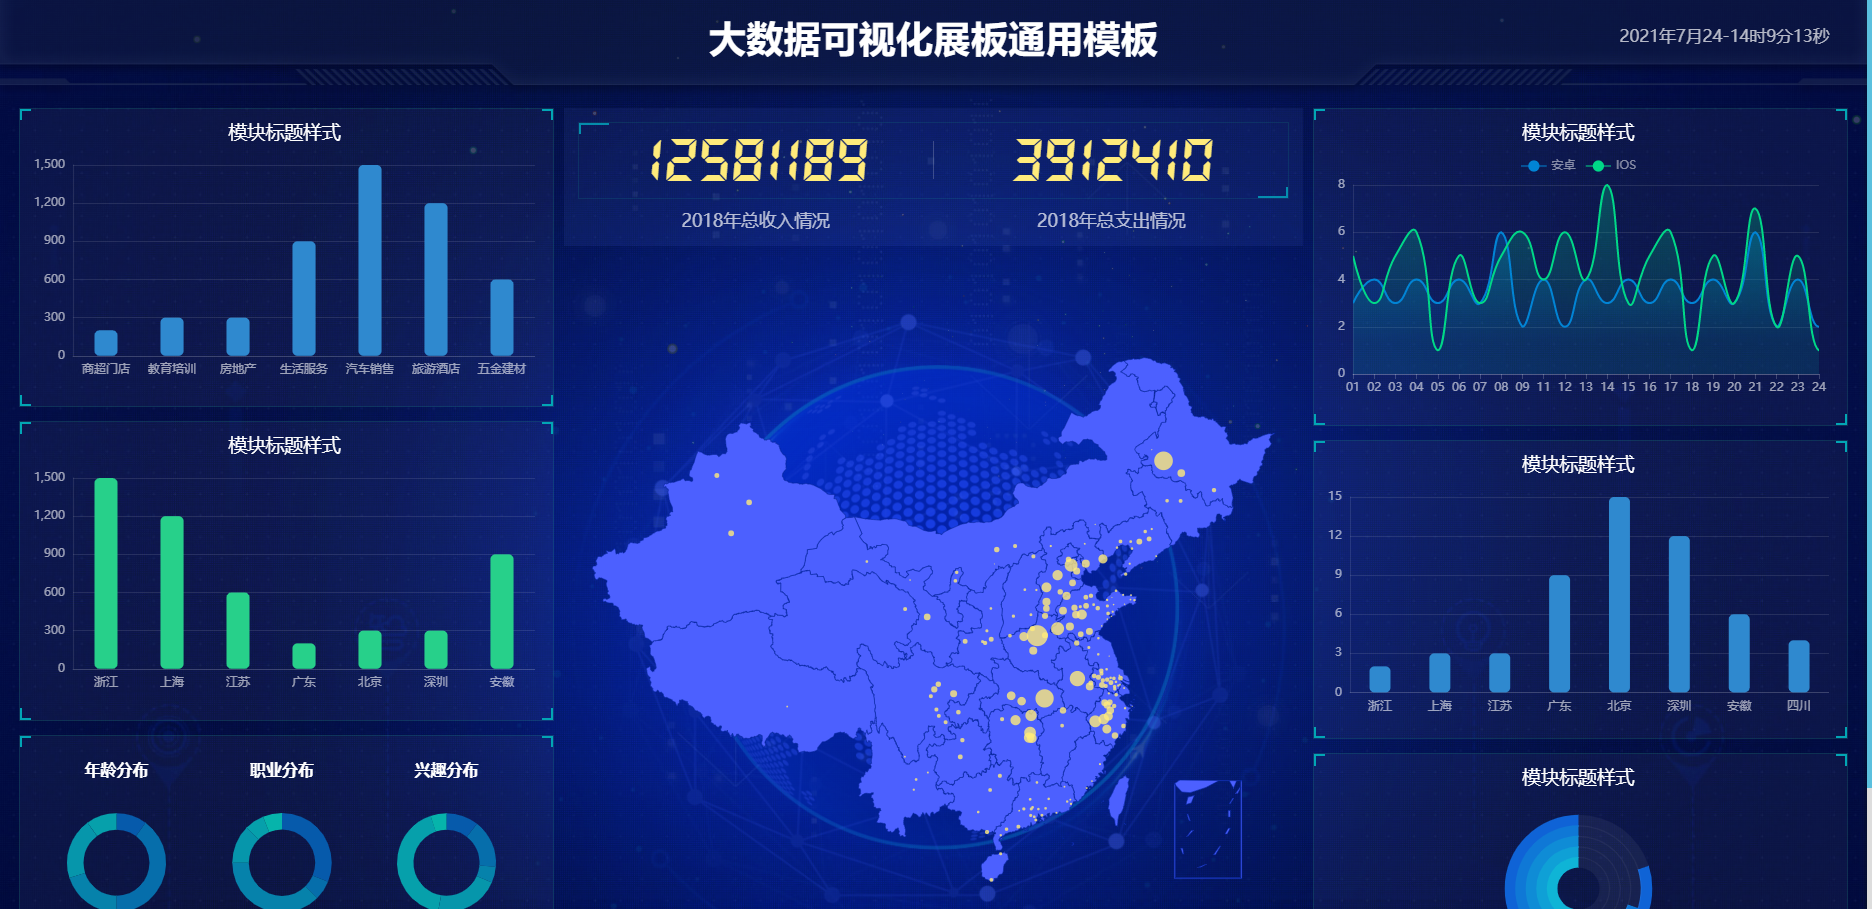 大数据可视化展板通用模板
2021年7月24-14时9分13秒
模块标题样式
1,500
1,200
900
600
300
0
商超门店 教育培训 房地产 生活服务 汽车销售 旅游酒店 五金建材
模块标题样式
1,500
1,200
900
600
300
0
浙江 上海 江苏 广东 北京 深圳 安徽
年龄分布 职业分布 兴趣分布
12581189 3912410
2018年总收入情况 2018年总支出情况
模块标题样式
安卓 IOS
8
6
4
2
0
01 02 03 04 05 06 07 08 09 11 12 13 14 15 16 17 18 19 20 21 22 23 24
模块标题样式
15
12
9
6
3
0
浙江 上海 江苏 广东 北京 深圳 安徽 四川
模块标题样式